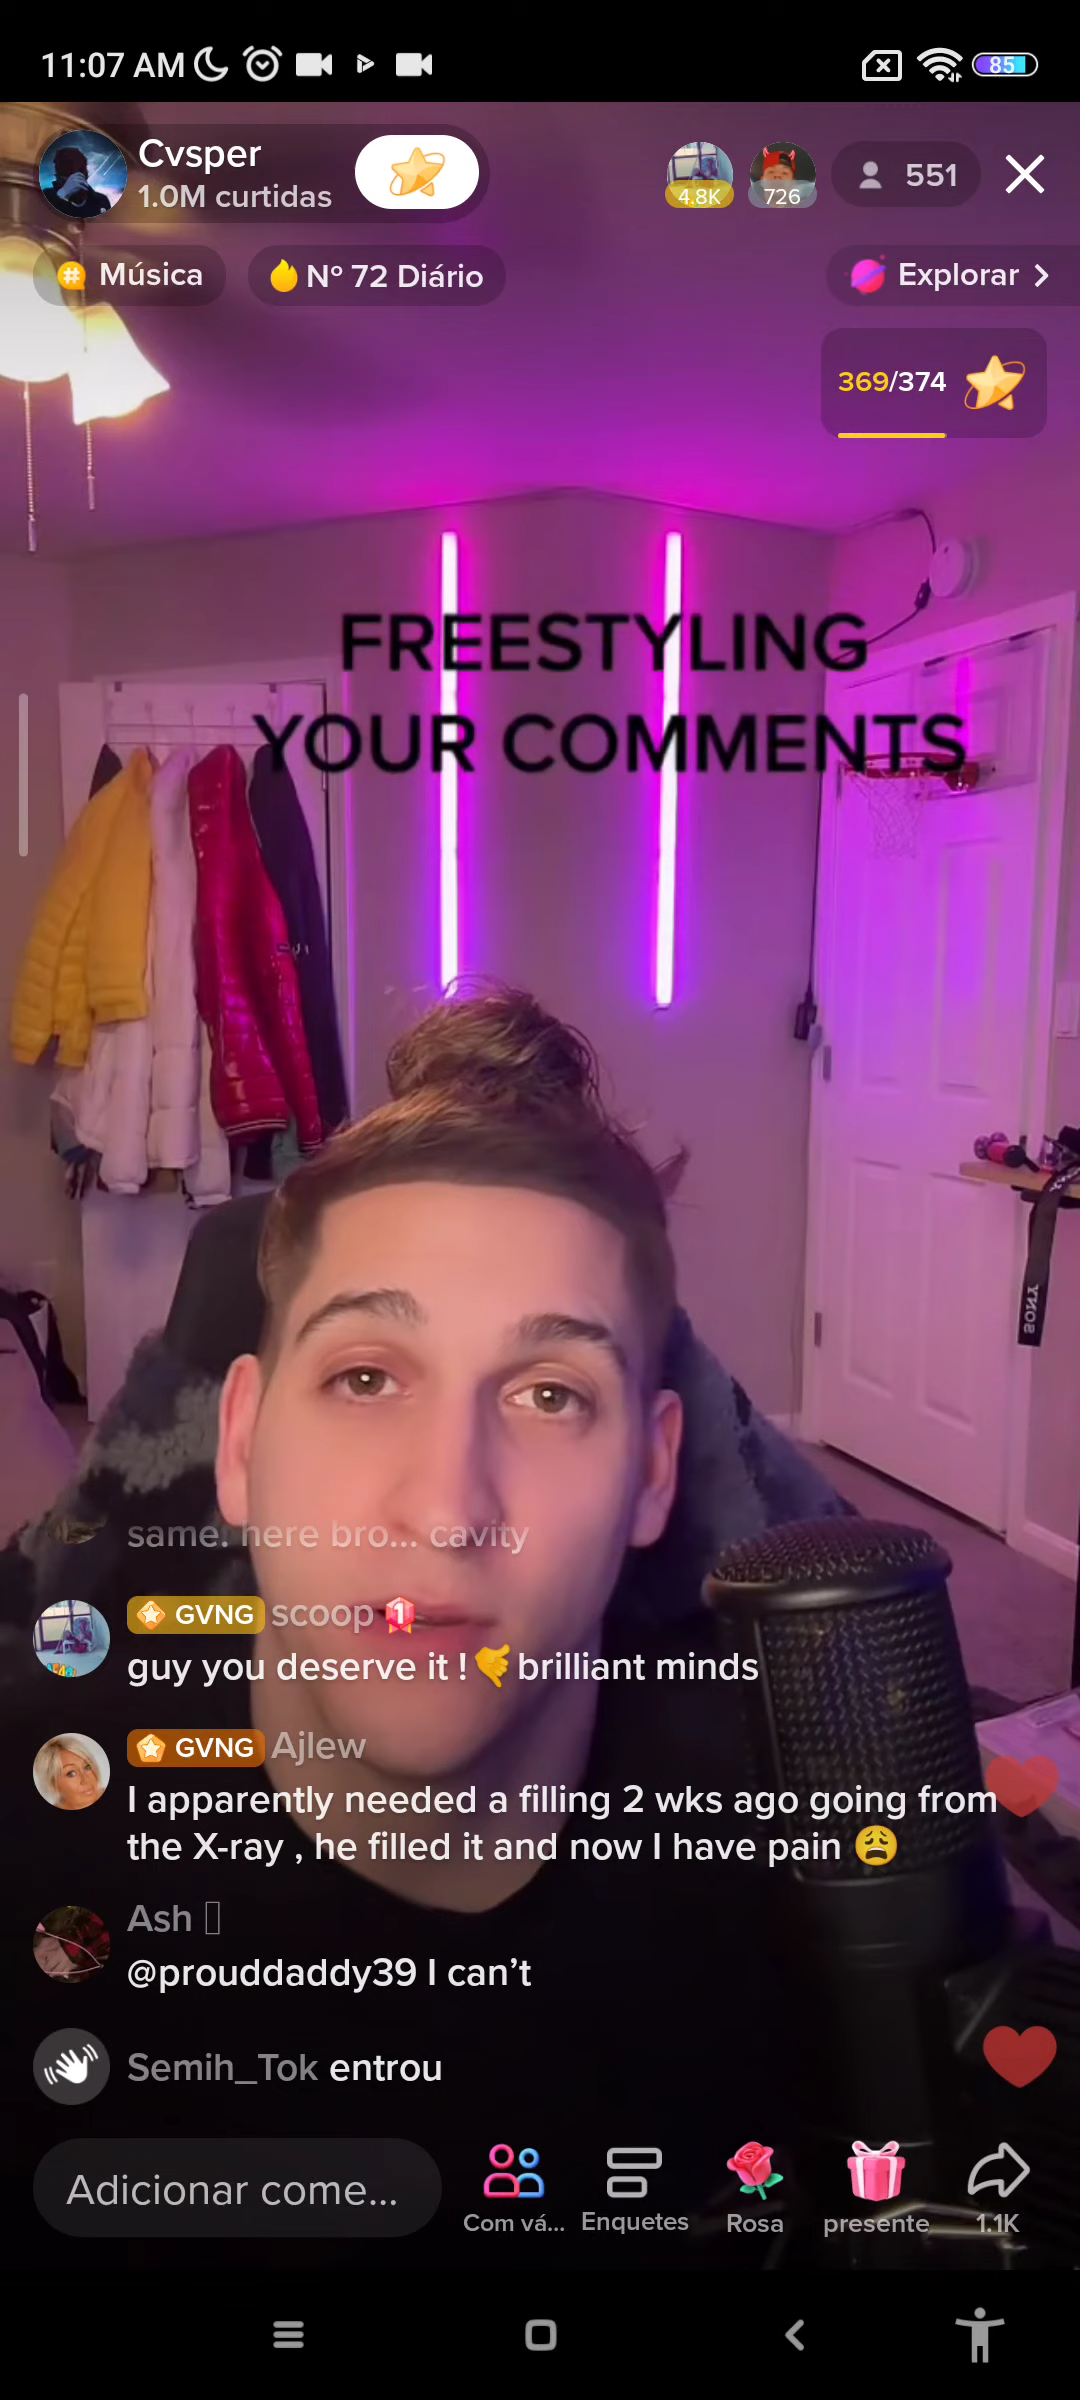 11:07 AM
85
Cvsper
1.0M curtidas
4.8K
726
551
Música
Nº 72 Diário
Explorar
369/374
FREESTYLING
YOUR COMMENTS
SONY
same. here bro... cavity
GVNG scoop 1
guy you deserve it ! brilliant minds
GVNG Ajlew
I apparently needed a filling 2 wks ago going from
the X-ray , he filled it and now I have pain
Ash
@prouddaddy39 I can't
Semih_Tok entrou
Adicionar come...
Com vá...
Enquetes
Rosa
presente
1.1K